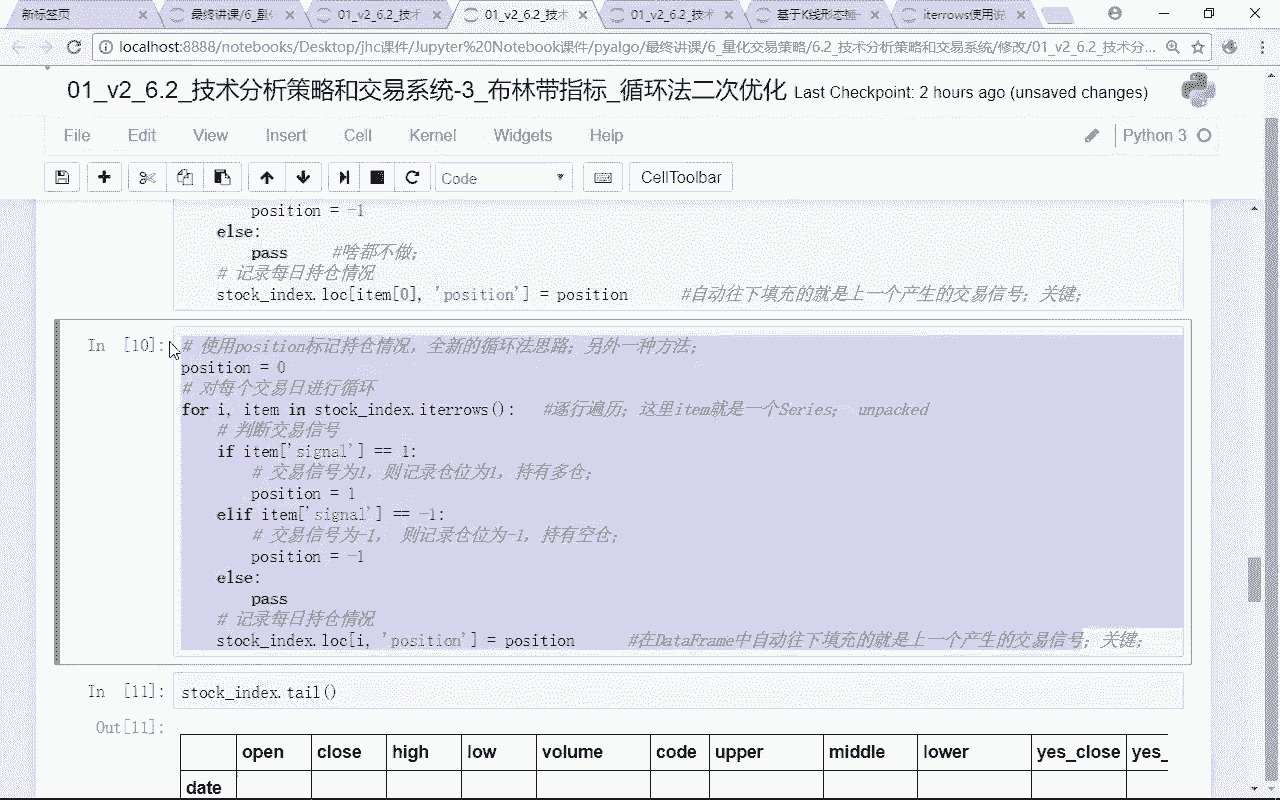 新标签页
最终讲课/6_量化
01_v2_6.2_技术
01_v2_6.2_技术
01_v2_6.2_技术
基于K线形态睡
iterrows使用说
localhost:8888/notebooks/Desktop/jhc课件/Jupyter%20Notebook课件/pyalgo/最终讲课/6_量化交易策略/6.2_技术分析策略和交易系统/修改/01_v2_6.2_技术分...
01_v2_6.2_技术分析策略和交易系统-3_布林带指标_循环法二次优化 Last Checkpoint: 2 hours ago (unsaved changes)
File Edit View Insert Cell Kernel Widgets Help Python 3
Code CellToolbar
position = -1
else:
pass #啥都不做;
# 记录每日持仓情况
stock_index.loc[item[0], 'position'] = position #自动往下填充的就是上一个产生的交易信号; 关键;
In [10]:
# 使用position标记持仓情况, 全新的循环法思路; 另外一种方法;
position = 0
# 对每个交易日进行循环
for i, item in stock_index.iterrows(): #逐行遍历; 这里item就是一个Series; unpacked
# 判断交易信号
if item['signal'] == 1:
# 交易信号为1, 则记录仓位为1, 持有多仓;
position = 1
elif item['signal'] == -1:
# 交易信号为-1, 则记录仓位为-1, 持有空仓;
position = -1
else:
pass
# 记录每日持仓情况
stock_index.loc[i, 'position'] = position #在DataFrame中自动往下填充的就是上一个产生的交易信号; 关键;
In [11]: stock_index.tail()
Out[11]:
open close high low volume code upper middle lower yes_close yes_
date